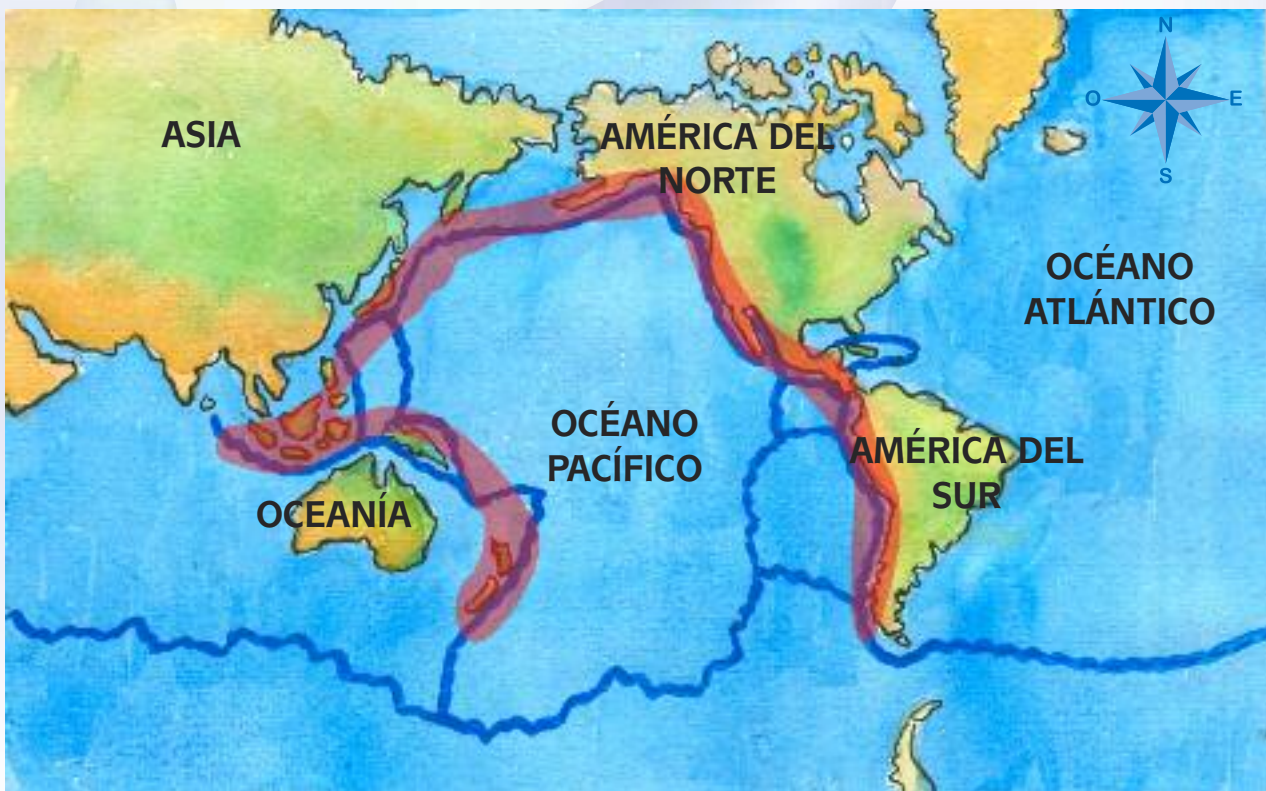 N
O
E
S
ASIA
AMÉRICA DEL
NORTE
OCÉANO
ATLÁNTICO
OCÉANO
PACÍFICO
AMÉRICA DEL
SUR
OCEANÍA